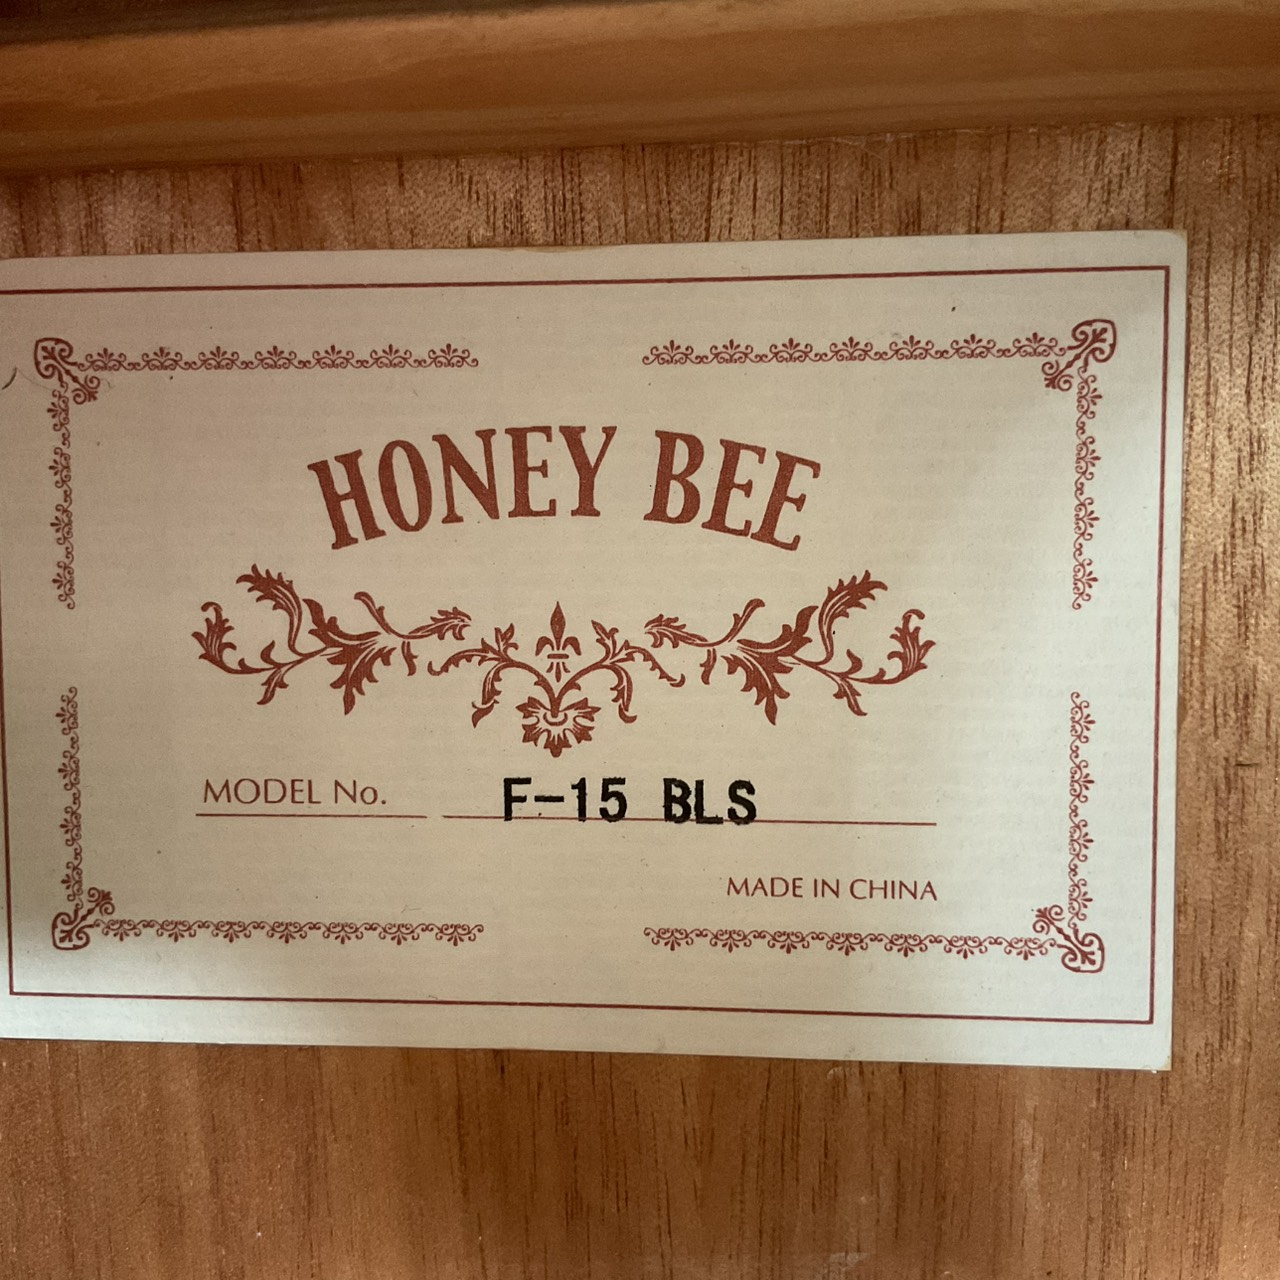 HONEY BEE
MODEL No. F-15 BLS
MADE IN CHINA